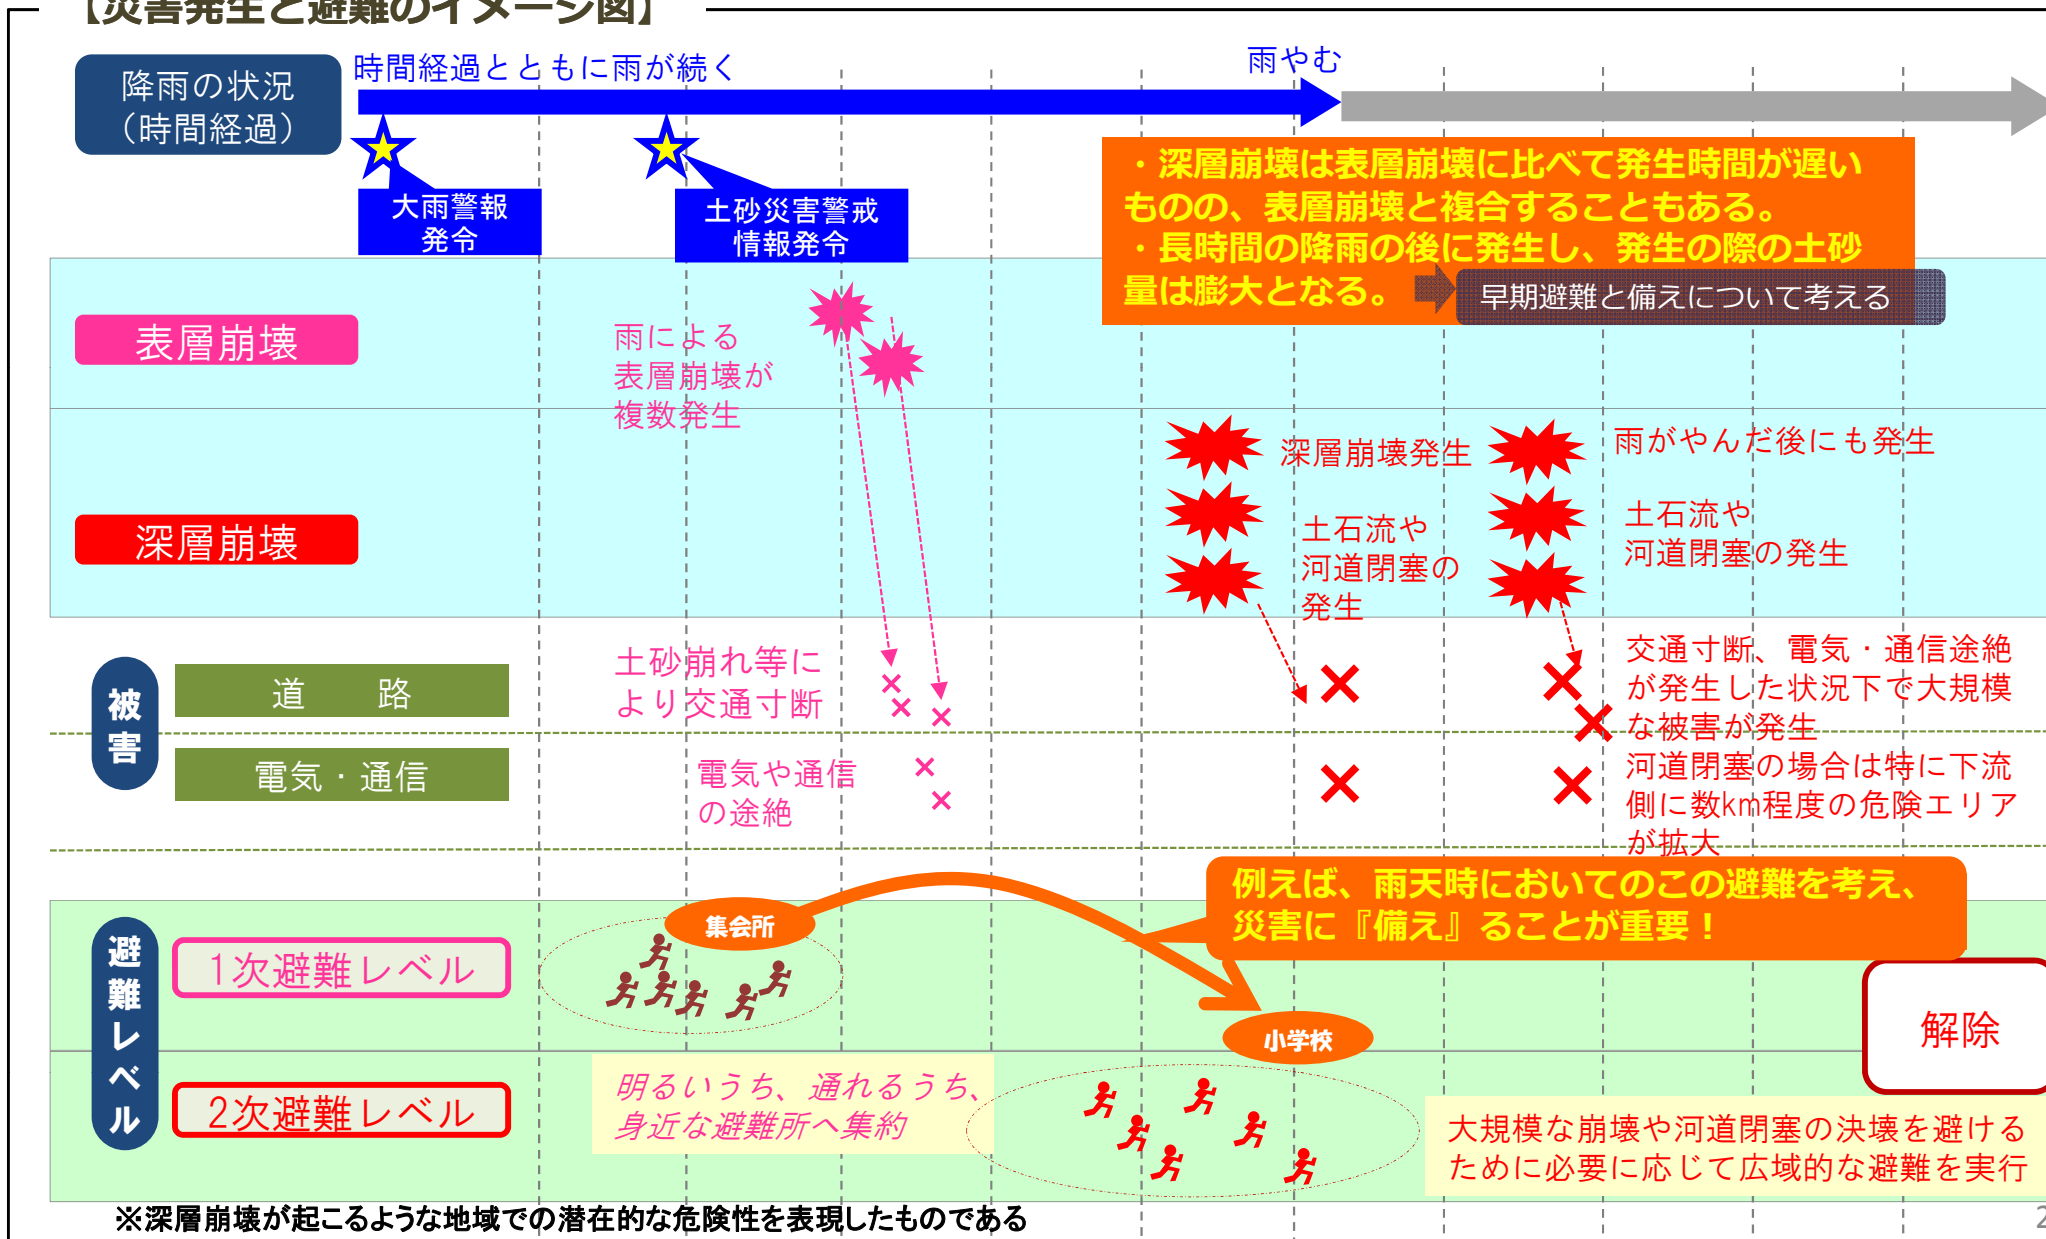 【災害発生と避難のイメージ図】
降雨の状況
（時間経過）
時間経過とともに雨が続く
雨やむ
大雨警報
発令
土砂災害警戒
情報発令
・深層崩壊は表層崩壊に比べて発生時間が遅い
ものの、表層崩壊と複合することもある。
・長時間の降雨の後に発生し、発生の際の土砂
量は膨大となる。
早期避難と備えについて考える
表層崩壊
雨による
表層崩壊が
複数発生
深層崩壊
深層崩壊発生
土石流や
河道閉塞の
発生
雨がやんだ後にも発生
土石流や
河道閉塞の発生
被害
道　路
土砂崩れ等に
より交通寸断
電気・通信
電気や通信
の途絶
交通寸断、電気・通信途絶
が発生した状況下で大規模
な被害が発生
河道閉塞の場合は特に下流
側に数km程度の危険エリア
が拡大
例えば、雨天時においてのこの避難を考え、
災害に『備え』ることが重要！
避難レベル
1次避難レベル
集会所
小学校
解除
2次避難レベル
明るいうち、通れるうち、
身近な避難所へ集約
大規模な崩壊や河道閉塞の決壊を避ける
ために必要に応じて広域的な避難を実行
※深層崩壊が起こるような地域での潜在的な危険性を表現したものである
2